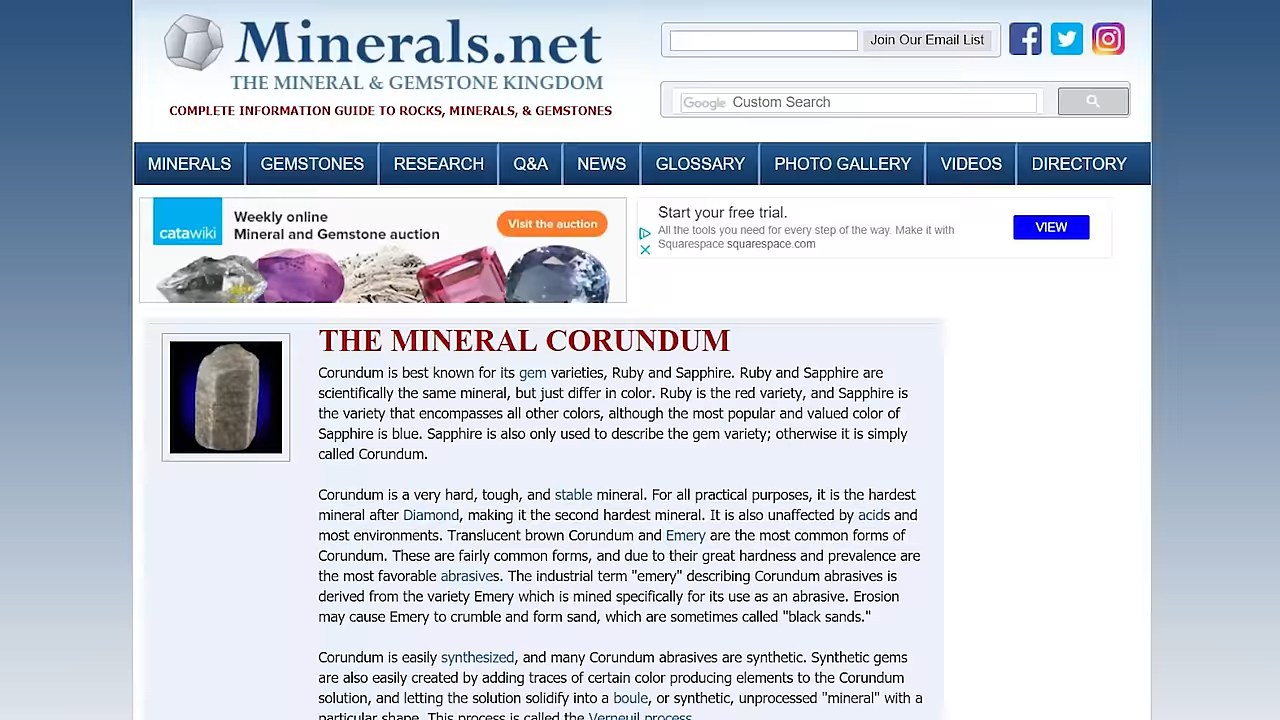 Minerals.net
THE MINERAL & GEMSTONE KINGDOM
COMPLETE INFORMATION GUIDE TO ROCKS, MINERALS, & GEMSTONES
Join Our Email List
Google Custom Search
MINERALS GEMSTONES RESEARCH Q&A NEWS GLOSSARY PHOTO GALLERY VIDEOS DIRECTORY
catawiki
Weekly online
Mineral and Gemstone auction
Visit the auction
Start your free trial.
All the tools you need for every step of the way. Make it with
Squarespace squarespace.com
VIEW
THE MINERAL CORUNDUM
Corundum is best known for its gem varieties, Ruby and Sapphire. Ruby and Sapphire are
scientifically the same mineral, but just differ in color. Ruby is the red variety, and Sapphire is
the variety that encompasses all other colors, although the most popular and valued color of
Sapphire is blue. Sapphire is also only used to describe the gem variety; otherwise it is simply
called Corundum.
Corundum is a very hard, tough, and stable mineral. For all practical purposes, it is the hardest
mineral after Diamond, making it the second hardest mineral. It is also unaffected by acids and
most environments. Translucent brown Corundum and Emery are the most common forms of
Corundum. These are fairly common forms, and due to their great hardness and prevalence are
the most favorable abrasives. The industrial term "emery" describing Corundum abrasives is
derived from the variety Emery which is mined specifically for its use as an abrasive. Erosion
may cause Emery to crumble and form sand, which are sometimes called "black sands."
Corundum is easily synthesized, and many Corundum abrasives are synthetic. Synthetic gems
are also easily created by adding traces of certain color producing elements to the Corundum
solution, and letting the solution solidify into a boule, or synthetic, unprocessed "mineral" with a
particular shape. This process is called the Verneuil process.